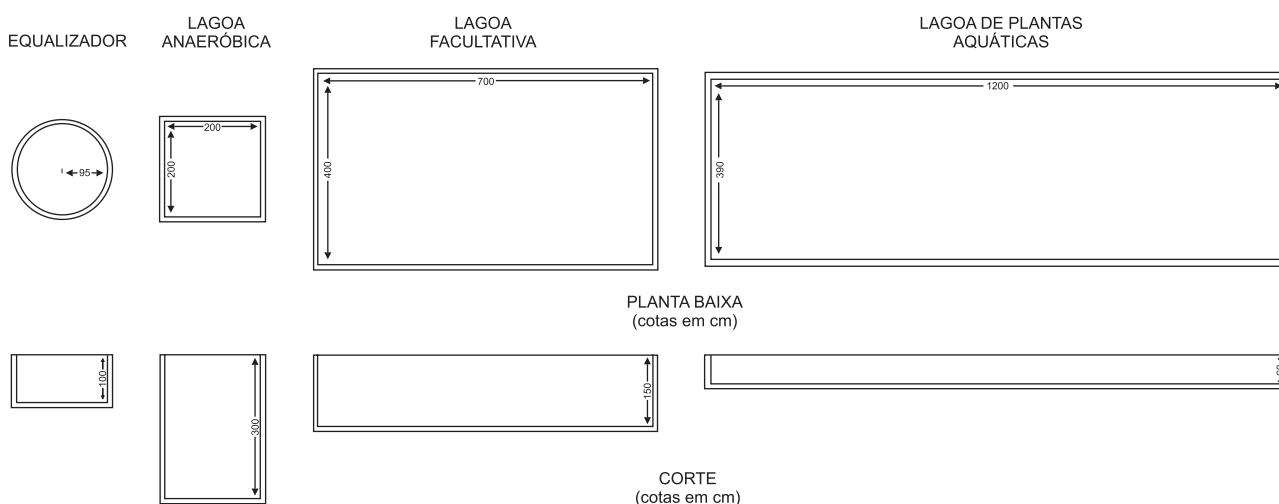 EQUALIZADOR
LAGOA
ANAERÓBICA
LAGOA
FACULTATIVA
LAGOA DE PLANTAS
AQUÁTICAS
95
200
200
700
400
1200
390
PLANTA BAIXA
(cotas em cm)
100
300
150
CORTE
(cotas em cm)